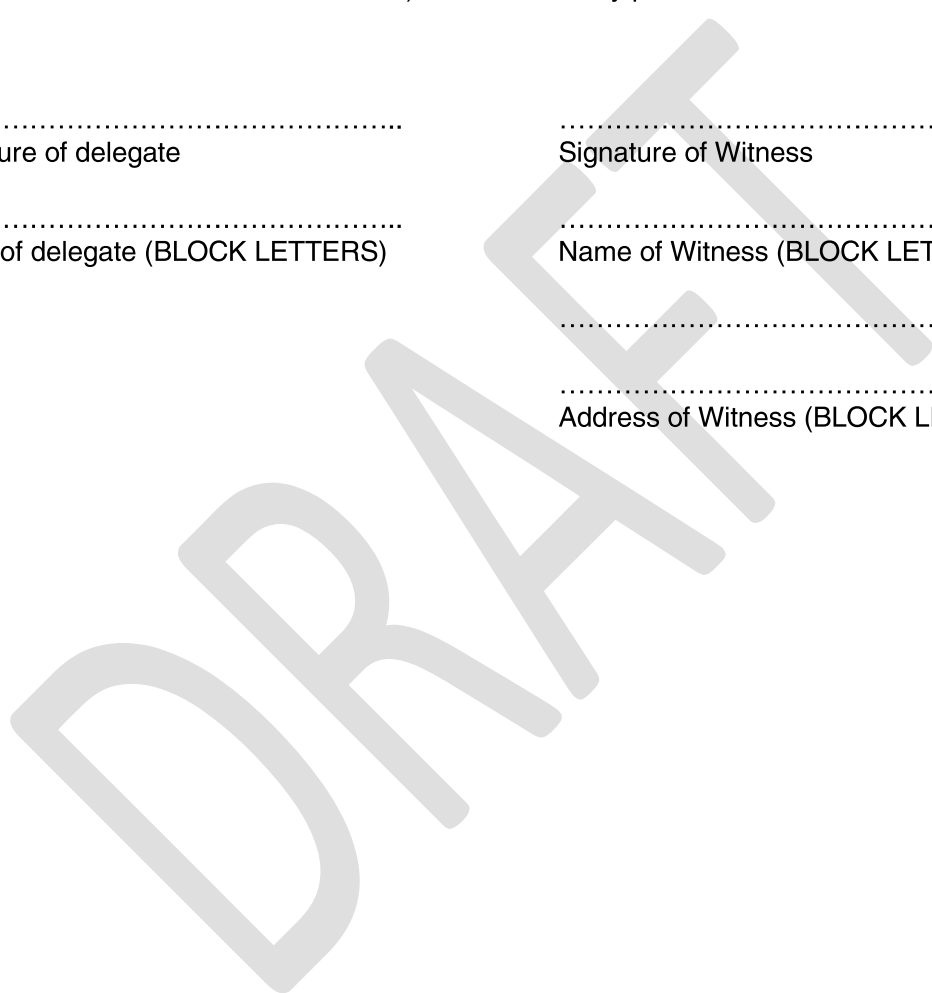 ……………………………………..
…………………………………
ure of delegate
Signature of Witness
……………………………………..
…………………………………
of delegate (BLOCK LETTERS)
Name of Witness (BLOCK
…………………………………
…………………………………
Address of Witness (BLOCK
DRAFT